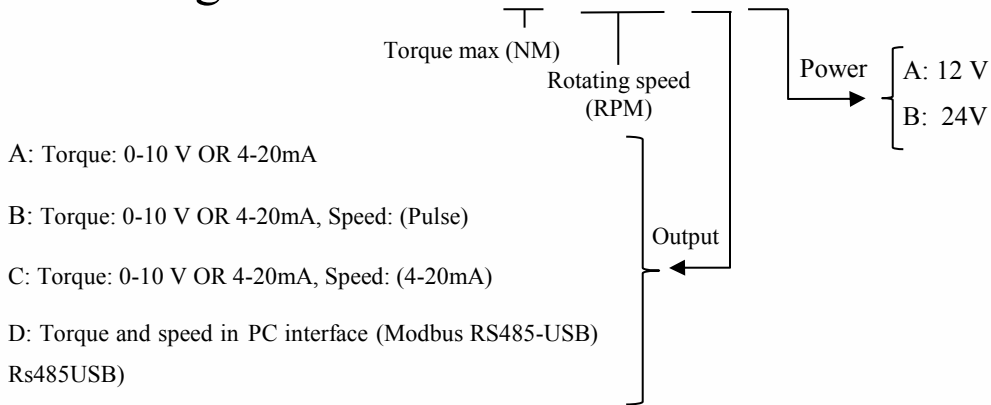 Torque max (NM)
Rotating speed
(RPM)
Power
A: 12 V
B: 24V
A: Torque: 0-10 V OR 4-20mA
B: Torque: 0-10 V OR 4-20mA, Speed: (Pulse)
Output
C: Torque: 0-10 V OR 4-20mA, Speed: (4-20mA)
D: Torque and speed in PC interface (Modbus RS485-USB)
Rs485USB)